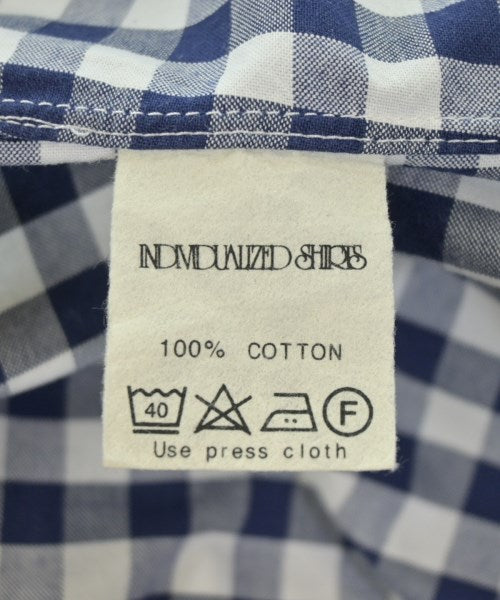 INDIVIDUALIZED SHIRTS
100% COTTON
40 F
Use press cloth